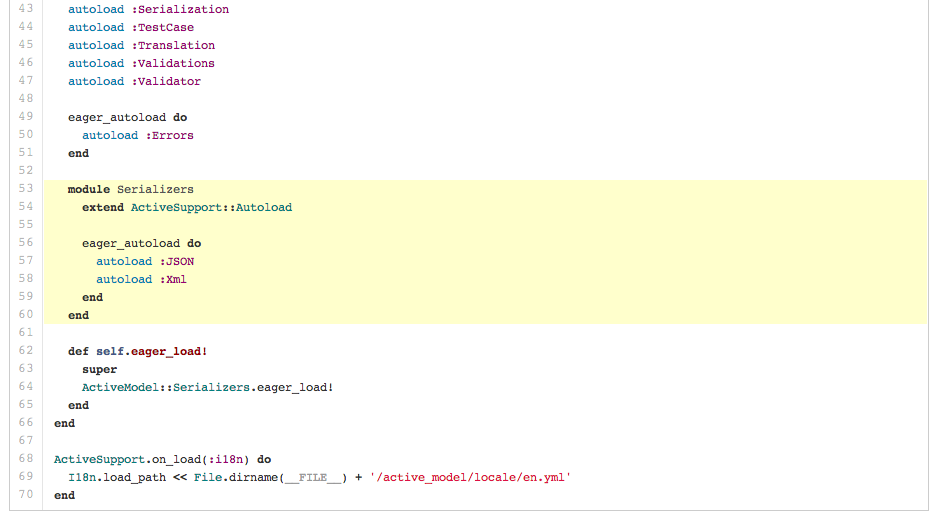 43 autoload :Serialization
44 autoload :TestCase
45 autoload :Translation
46 autoload :Validations
47 autoload :Validator
48
49 eager_autoload do
50 autoload :Errors
51 end
52
53 module Serializers
54 extend ActiveSupport::Autoload
55
56 eager_autoload do
57 autoload :JSON
58 autoload :Xml
59 end
60 end
61
62 def self.eager_load!
63 super
64 ActiveModel::Serializers.eager_load!
65 end
66 end
67
68 ActiveSupport.on_load(:i18n) do
69 I18n.load_path << File.dirname(__FILE__) + '/active_model/locale/en.yml'
70 end